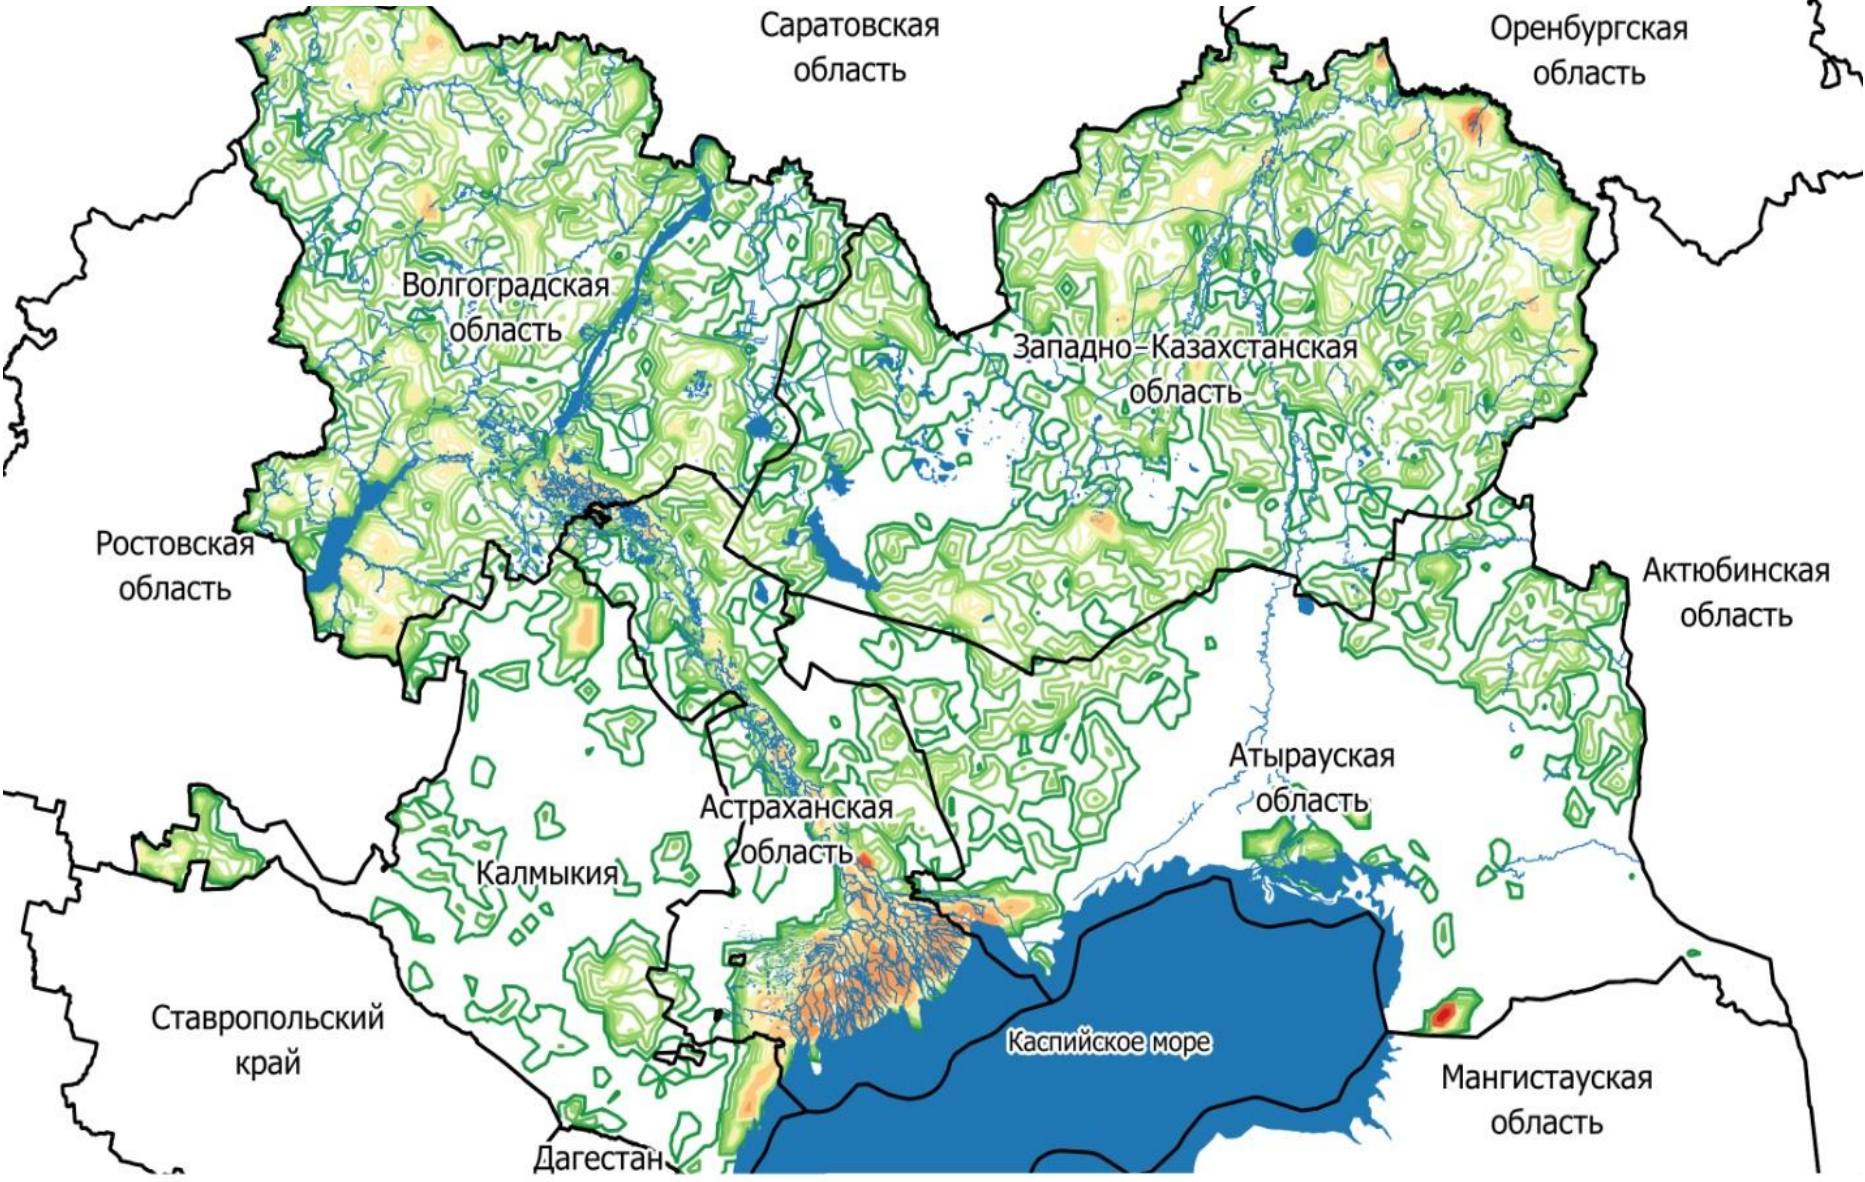 Саратовская
область
Оренбургская
область
Волгоградская
область
Западно-Казахстанская
область
Ростовская
область
Актюбинская
область
Атырауская
область
Астраханская
область
Калмыкия
Ставропольский
край
Каспийское море
Мангистауская
область
Дагестан